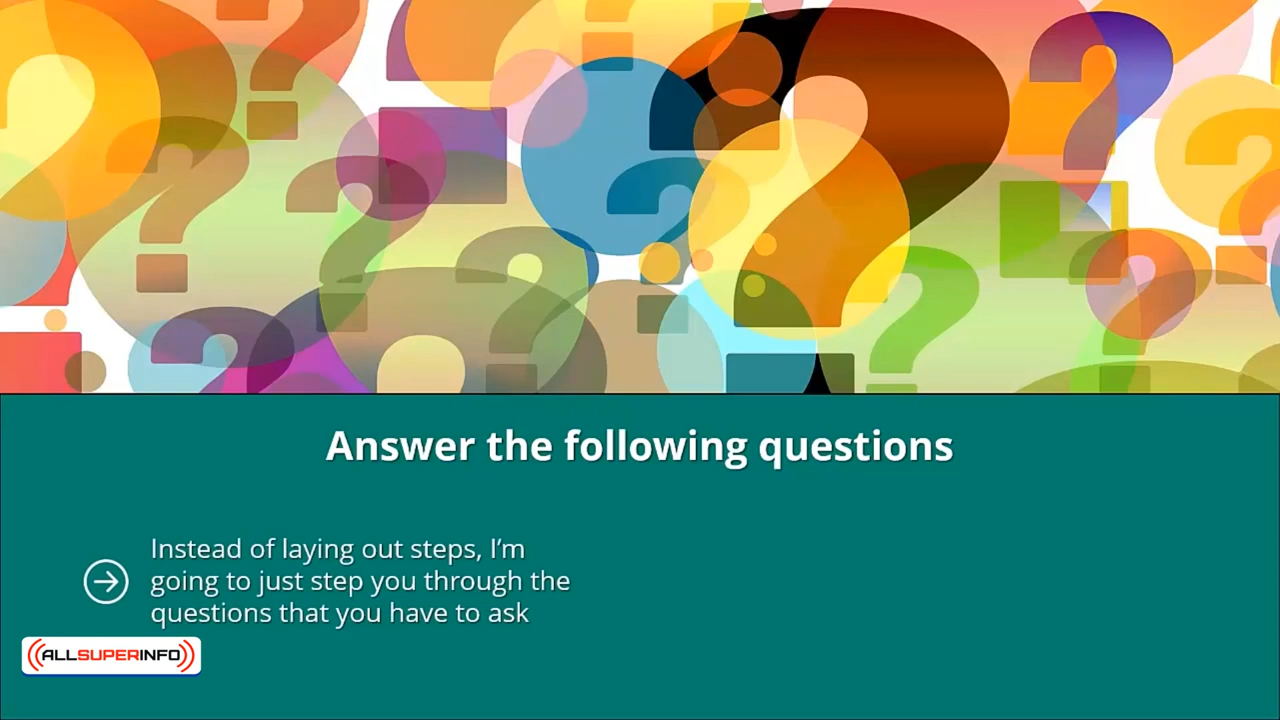 Answer the following questions
Instead of laying out steps, I’m
going to just step you through the
questions that you have to ask
ALLSUPERINFO